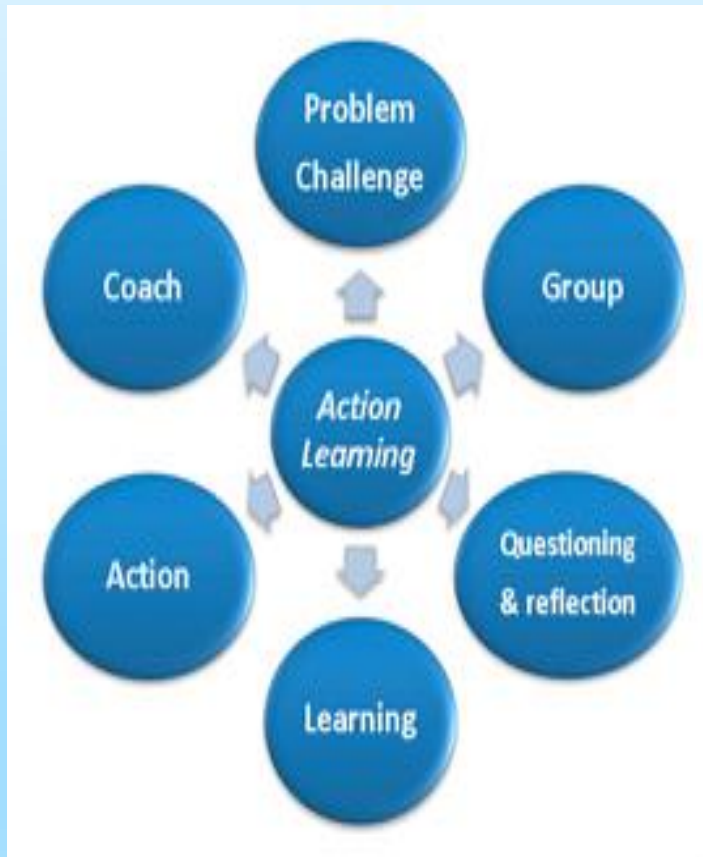 Problem
Challenge
Coach
Group
Action
Learning
Action
Questioning
& reflection
Learning